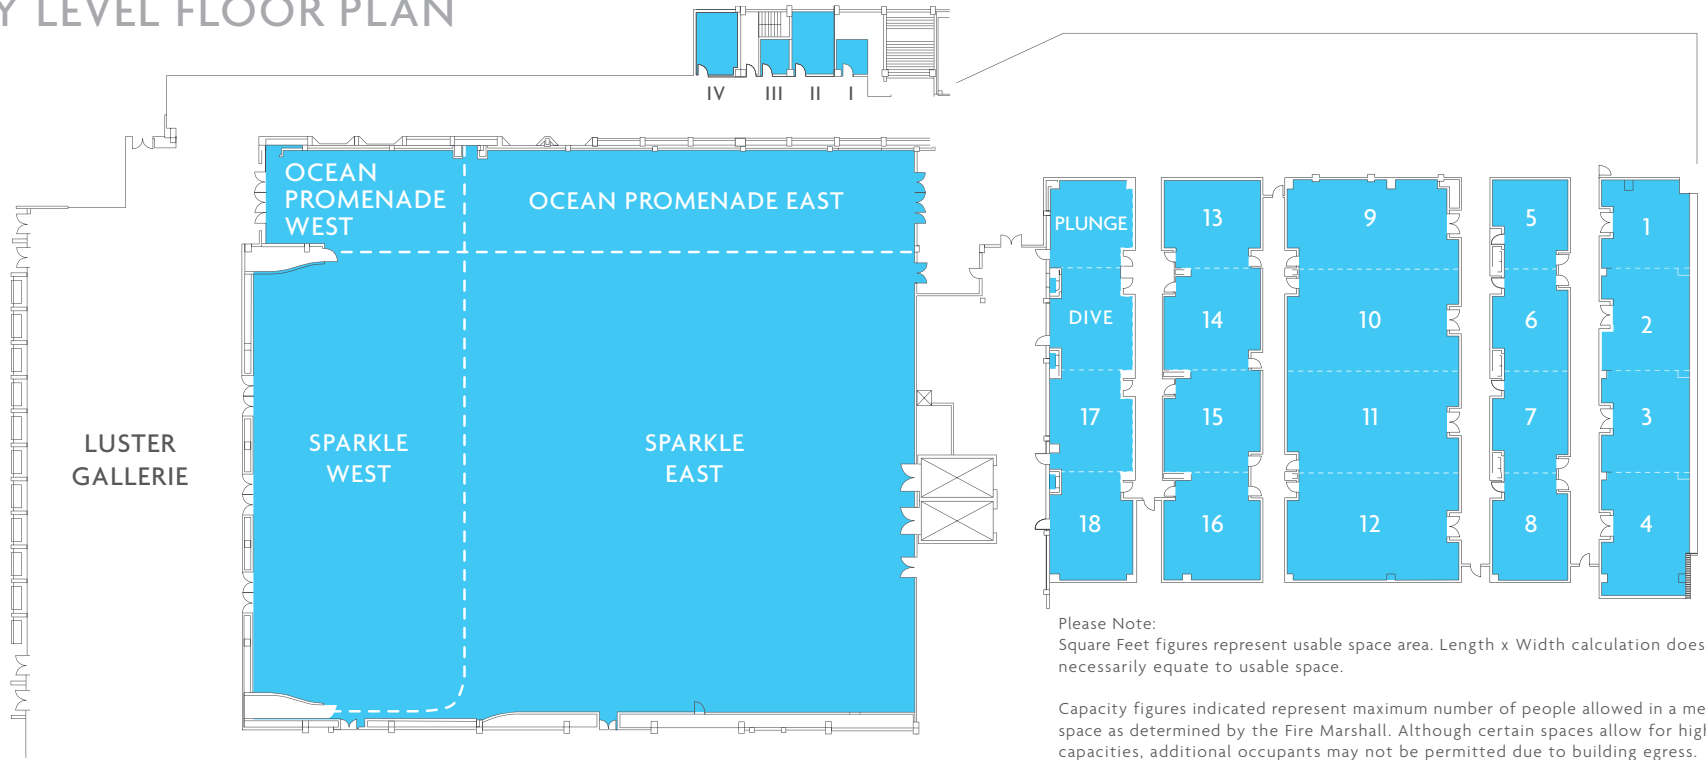 Y LEVEL FLOOR PLAN
IV III II I
OCEAN
PROMENADE
WEST
OCEAN PROMENADE EAST
LUSTER
GALLERIE
SPARKLE
WEST
SPARKLE
EAST
PLUNGE
DIVE
17
18
13
14
15
16
9
10
11
12
5
6
7
8
1
2
3
4
Please Note:
Square Feet figures represent usable space area. Length x Width calculation does
necessarily equate to usable space.
Capacity figures indicated represent maximum number of people allowed in a me
space as determined by the Fire Marshall. Although certain spaces allow for high
capacities, additional occupants may not be permitted due to building egress.